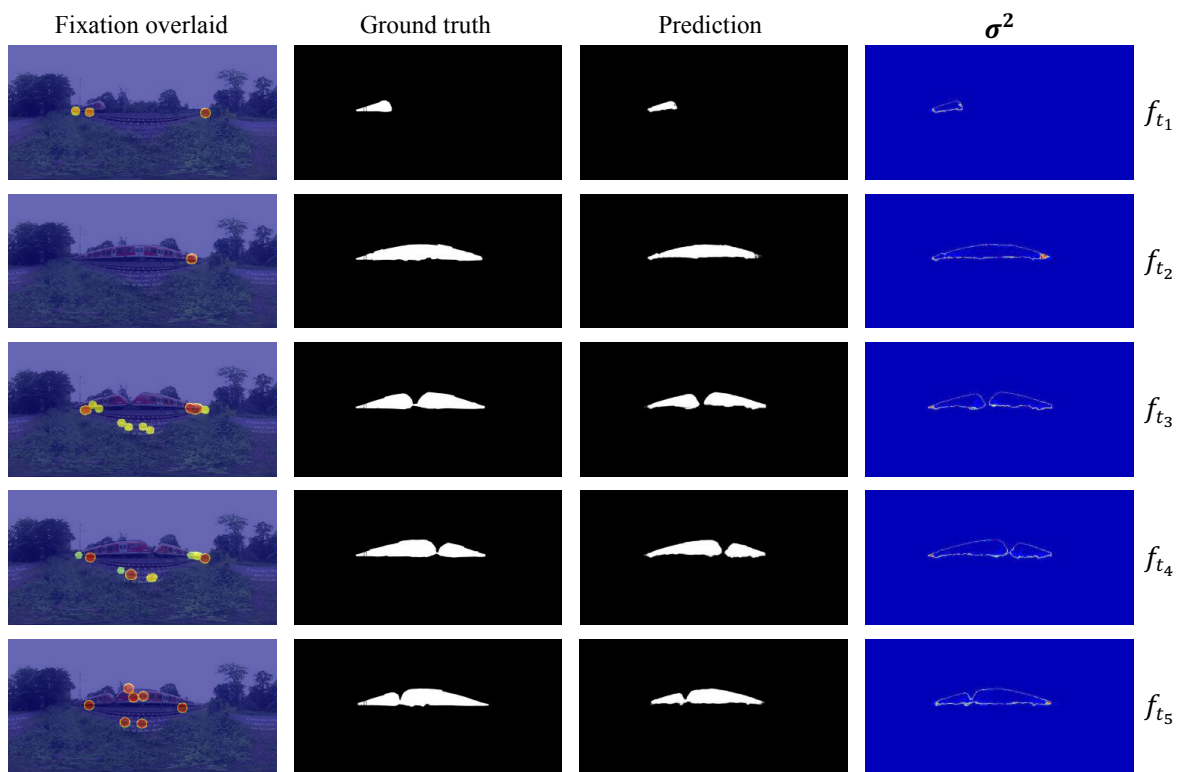 Fixation overlaid Ground truth Prediction σ²
f_{t_1}
f_{t_2}
f_{t_3}
f_{t_4}
f_{t_5}